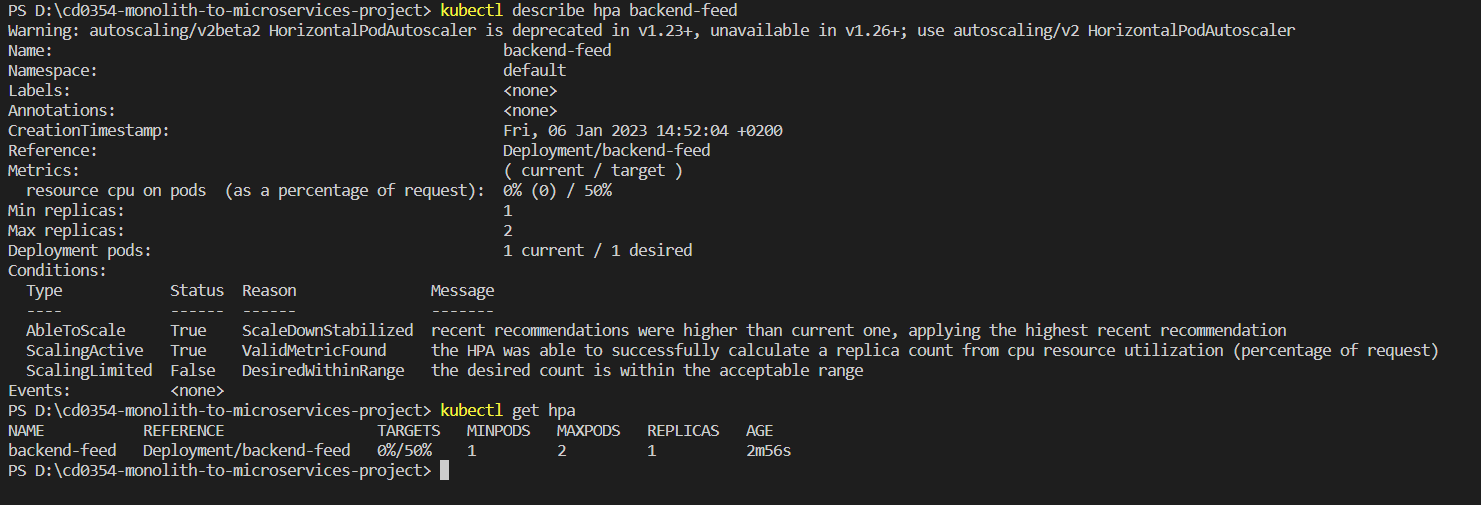 PS D:\cd0354-monolith-to-microservices-project> kubectl describe hpa backend-feed
Warning: autoscaling/v2beta2 HorizontalPodAutoscaler is deprecated in v1.23+, unavailable in v1.26+; use autoscaling/v2 HorizontalPodAutoscaler
Name: backend-feed
Namespace: default
Labels: <none>
Annotations: <none>
CreationTimestamp: Fri, 06 Jan 2023 14:52:04 +0200
Reference: Deployment/backend-feed
Metrics: ( current / target )
  resource cpu on pods  (as a percentage of request): 0% (0) / 50%
Min replicas: 1
Max replicas: 2
Deployment pods: 1 current / 1 desired
Conditions:
  Type            Status  Reason               Message
  ----            ------  ------               -------
  AbleToScale     True    ScaleDownStabilized  recent recommendations were higher than current one, applying the highest recent recommendation
  ScalingActive   True    ValidMetricFound     the HPA was able to successfully calculate a replica count from cpu resource utilization (percentage of request)
  ScalingLimited  False   DesiredWithinRange   the desired count is within the acceptable range
Events:           <none>
PS D:\cd0354-monolith-to-microservices-project> kubectl get hpa
NAME           REFERENCE                 TARGETS   MINPODS   MAXPODS   REPLICAS   AGE
backend-feed   Deployment/backend-feed   0%/50%    1         2         1          2m56s
PS D:\cd0354-monolith-to-microservices-project>